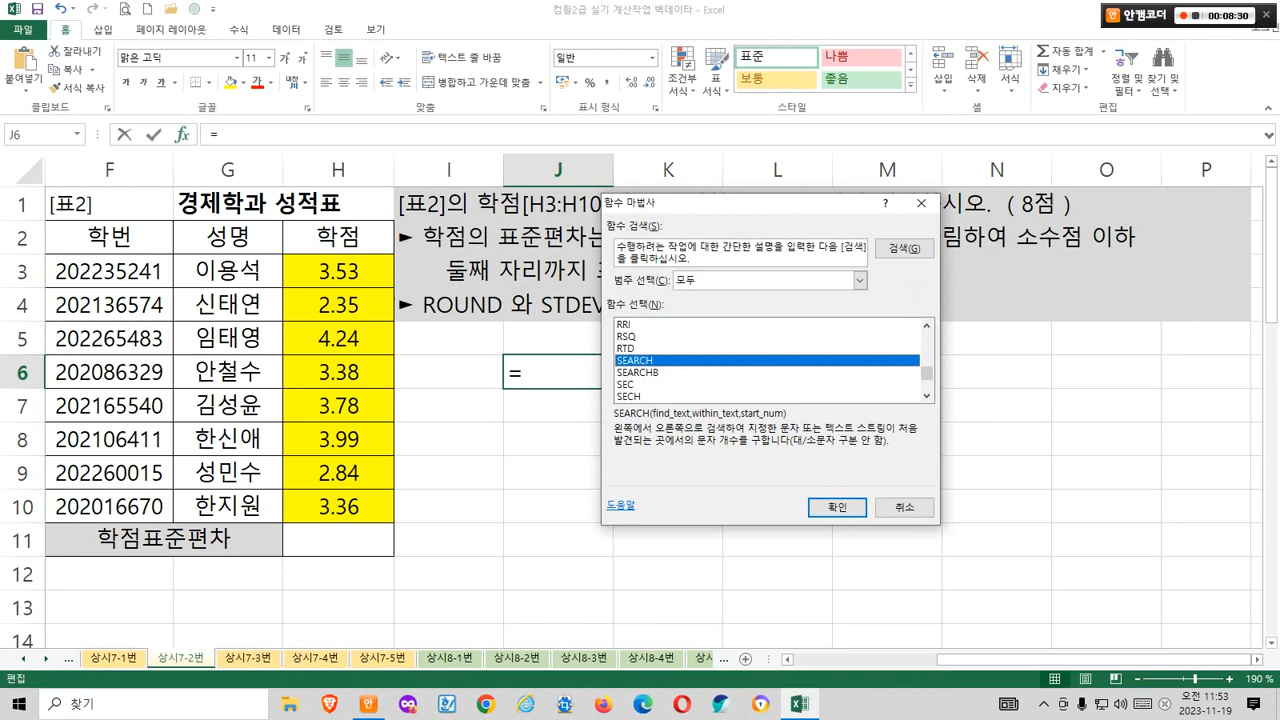 컴활2급 실기 계산작업 백데이타 - Excel
안캠코더
00:08:30
파일
홈
삽입
페이지 레이아웃
수식
데이터
검토
보기
붙여넣기
잘라내기
복사
서식 복사
클립보드
맑은 고딕
11
가
가
가
글꼴
텍스트 줄 바꿈
병합하고 가운데 맞춤
맞춤
일반
표시 형식
조건부 서식
표 서식
표준
나쁨
보통
좋음
스타일
삽입
삭제
서식
셀
자동 합계
채우기
지우기
정렬 및 필터
찾기 및 선택
편집
J6
fx
=
F G H I J K L M N O P
1 [표2] 경제학과 성적표 [표2]의 학점[H3:H10 시오. ( 8점 )
2 학번 성명 학점 ► 학점의 표준편차는 림하여 소수점 이하
3 202235241 이용석 3.53 둘째 자리까지
4 202136574 신태연 2.35 ► ROUND 와 STDEV
5 202265483 임태영 4.24
6 202086329 안철수 3.38 =
7 202165540 김성윤 3.78
8 202106411 한신애 3.99
9 202260015 성민수 2.84
10 202016670 한지원 3.36
11 학점표준편차
12
13
14
함수 마법사
?
함수 검색(S):
수행하려는 작업에 대한 간단한 설명을 입력한 다음 [검색]
을 클릭하십시오.
검색(G)
범주 선택(C): 모두
함수 선택(N):
RRI
RSQ
RTD
SEARCH
SEARCHB
SEC
SECH
SEARCH(find_text,within_text,start_num)
왼쪽에서 오른쪽으로 검색하여 지정한 문자 또는 텍스트 스트링이 처음
발견되는 곳에서의 문자 개수를 구합니다(대/소문자 구분 안 함).
도움말
확인
취소
... 상시7-1번 상시7-2번 상시7-3번 상시7-4번 상시7-5번 상시8-1번 상시8-2번 상시8-3번 상시8-4번 ...
편집
190 %
찾기
오전 11:53
2023-11-19